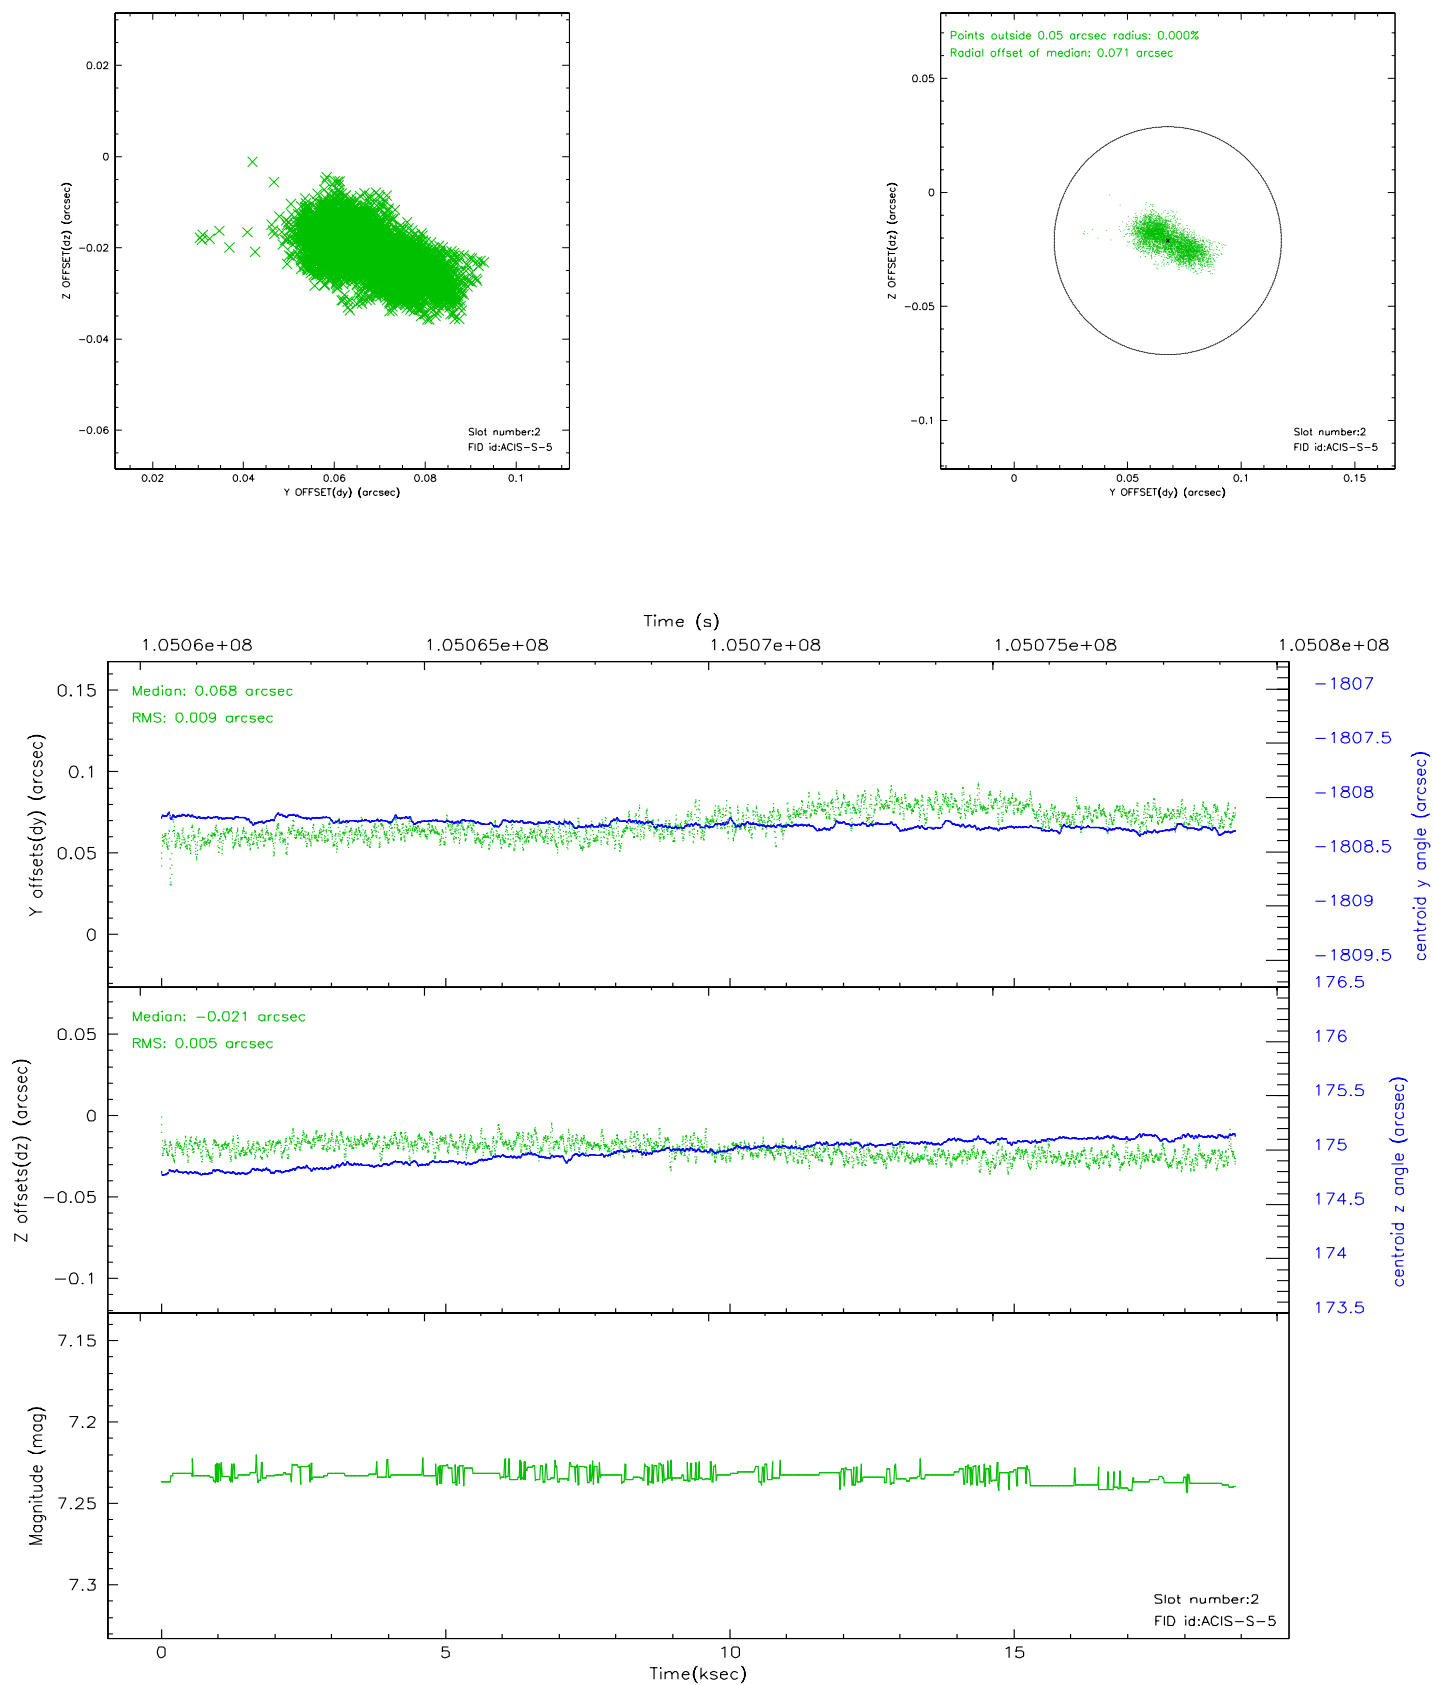 0.02
0
-0.02
-0.04
-0.06
Z OFFSET(dz) (arcsec)
0.02
0.04
0.06
0.08
0.1
Y OFFSET(dy) (arcsec)
Slot number:2
FID id:ACIS-S-5
Points outside 0.05 arcsec radius: 0.000%
Radial offset of median: 0.071 arcsec
0.05
0
-0.05
-0.1
Z OFFSET(dz) (arcsec)
0
0.05
0.1
0.15
Y OFFSET(dy) (arcsec)
Slot number:2
FID id:ACIS-S-5
Time (s)
1.0506e+08
1.05065e+08
1.0507e+08
1.05075e+08
1.0508e+08
Median: 0.068 arcsec
RMS: 0.009 arcsec
0.15
0.1
0.05
0
Y offsets(dy) (arcsec)
-1807
-1807.5
-1808
-1808.5
-1809
-1809.5
centroid y angle (arcsec)
Median: -0.021 arcsec
RMS: 0.005 arcsec
0.05
0
-0.05
-0.1
Z offsets(dz) (arcsec)
176.5
176
175.5
175
174.5
174
173.5
centroid z angle (arcsec)
7.15
7.2
7.25
7.3
Magnitude (mag)
Slot number:2
FID id:ACIS-S-5
0
5
10
15
Time(ksec)